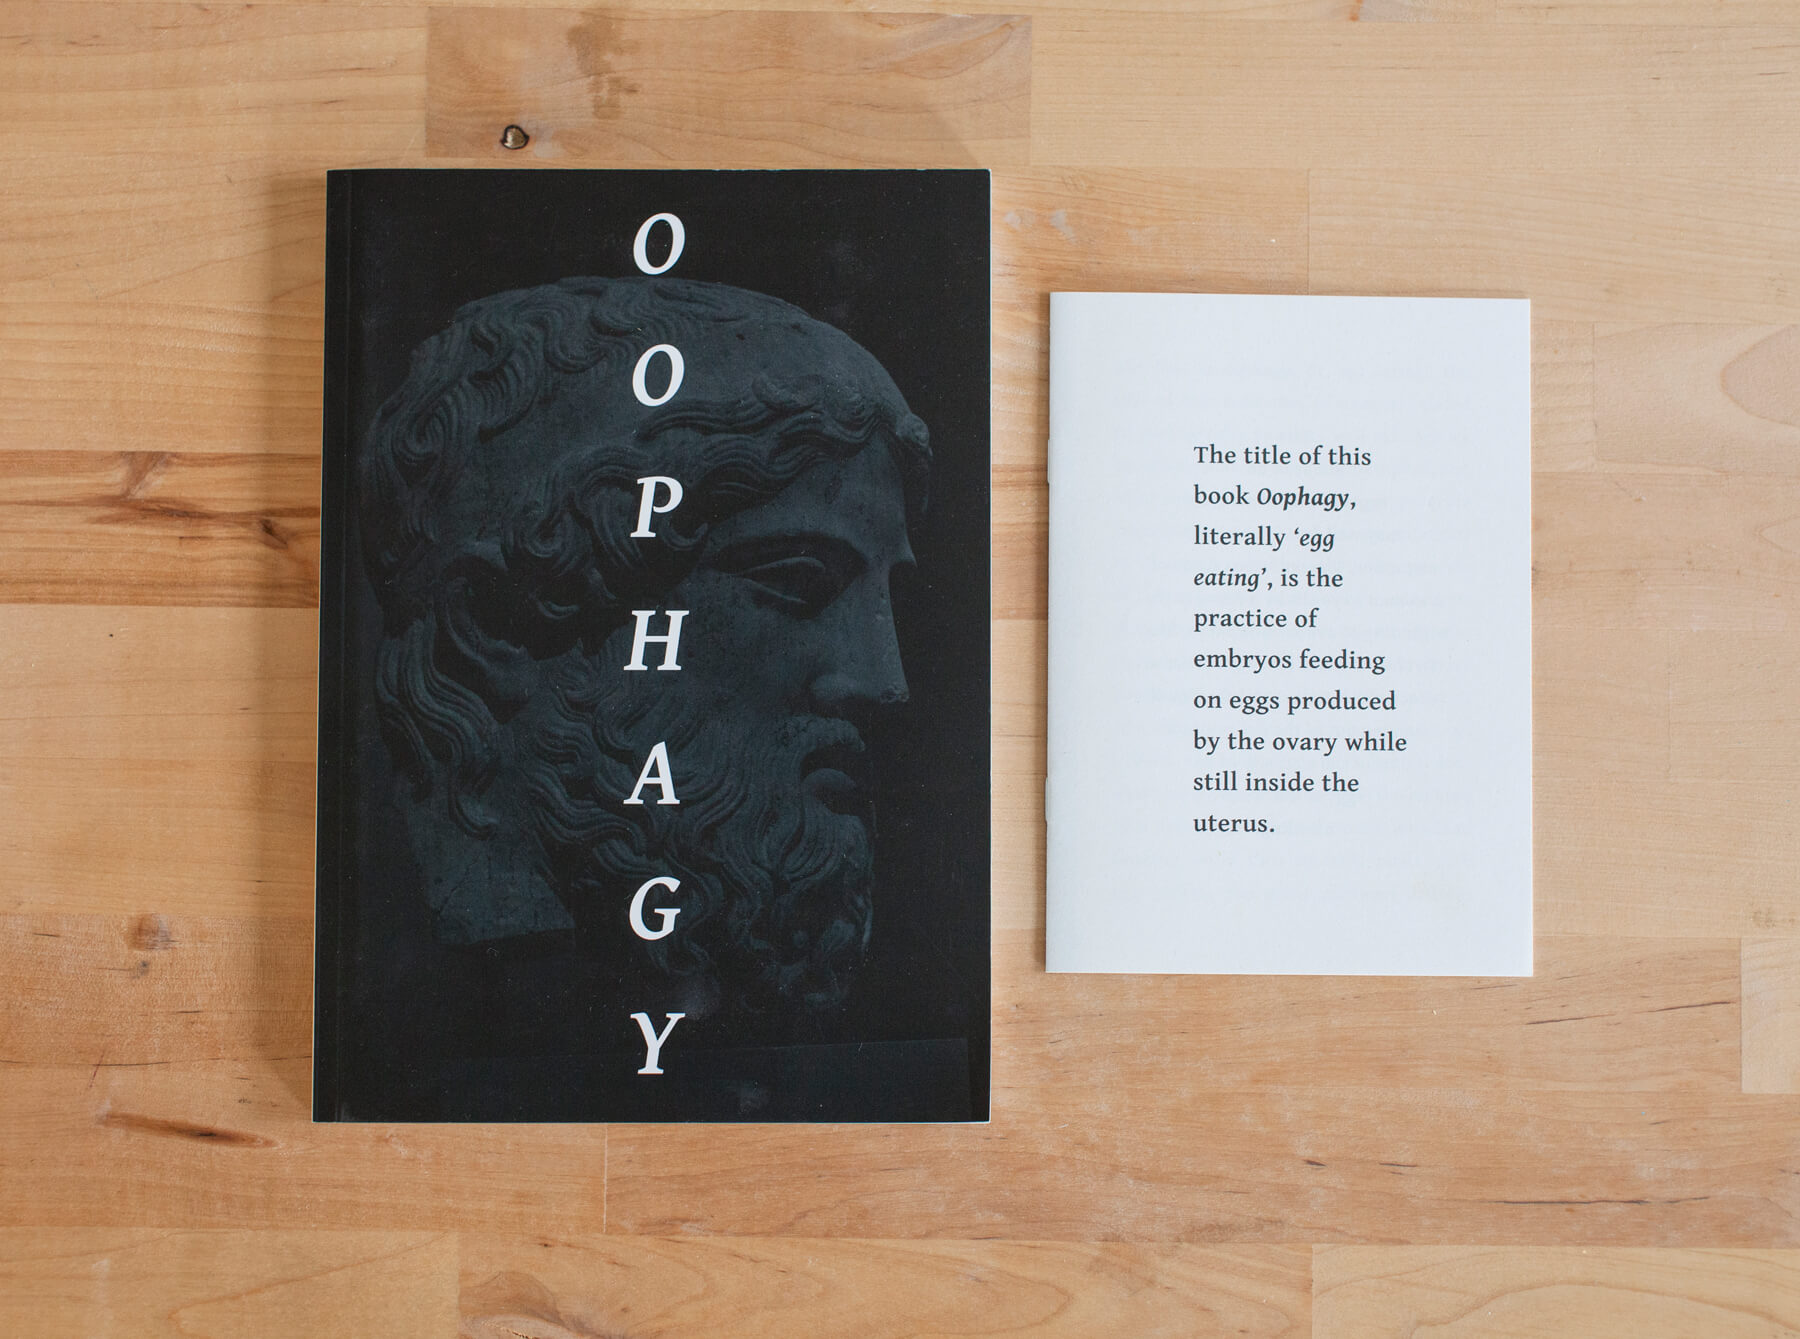 O
O
P
H
A
G
Y
The title of this
book Oophagy,
literally ‘egg
eating’, is the
practice of
embryos feeding
on eggs produced
by the ovary while
still inside the
uterus.